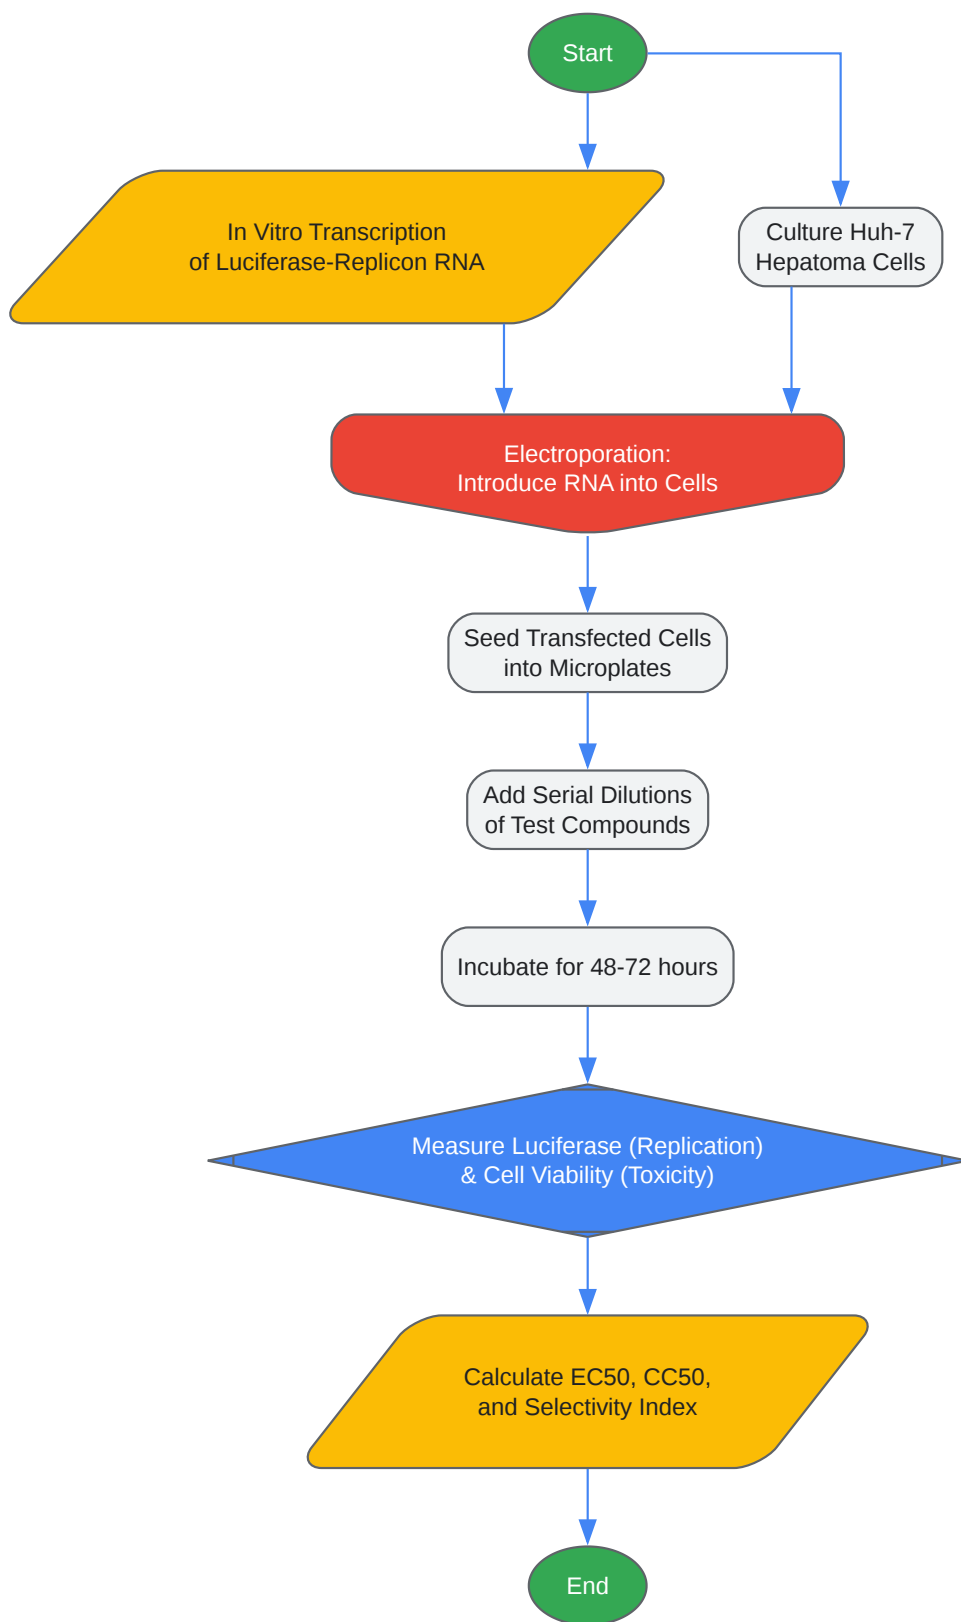 Start
In Vitro Transcription
of Luciferase-Replicon RNA
Culture Huh-7
Hepatoma Cells
Electroporation:
Introduce RNA into Cells
Seed Transfected Cells
into Microplates
Add Serial Dilutions
of Test Compounds
Incubate for 48-72 hours
Measure Luciferase (Replication)
& Cell Viability (Toxicity)
Calculate EC50, CC50,
and Selectivity Index
End